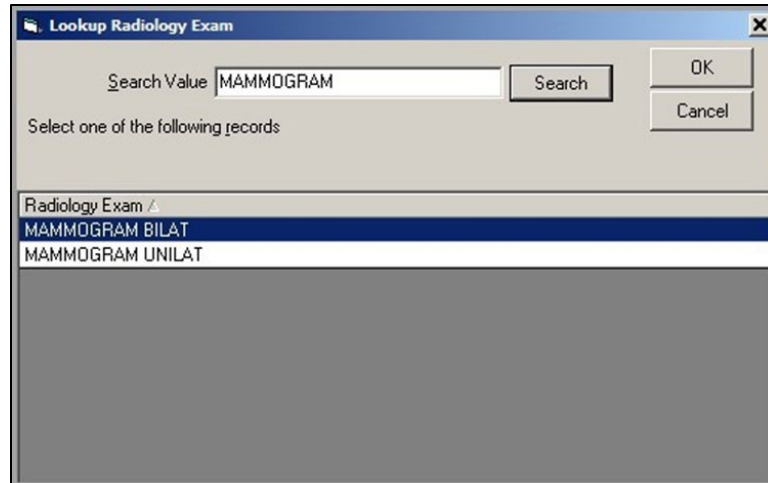 Lookup Radiology Exam
Search Value MAMMOGRAM Search OK
Cancel
Select one of the following records
Radiology Exam
MAMMOGRAM BILAT
MAMMOGRAM UNILAT